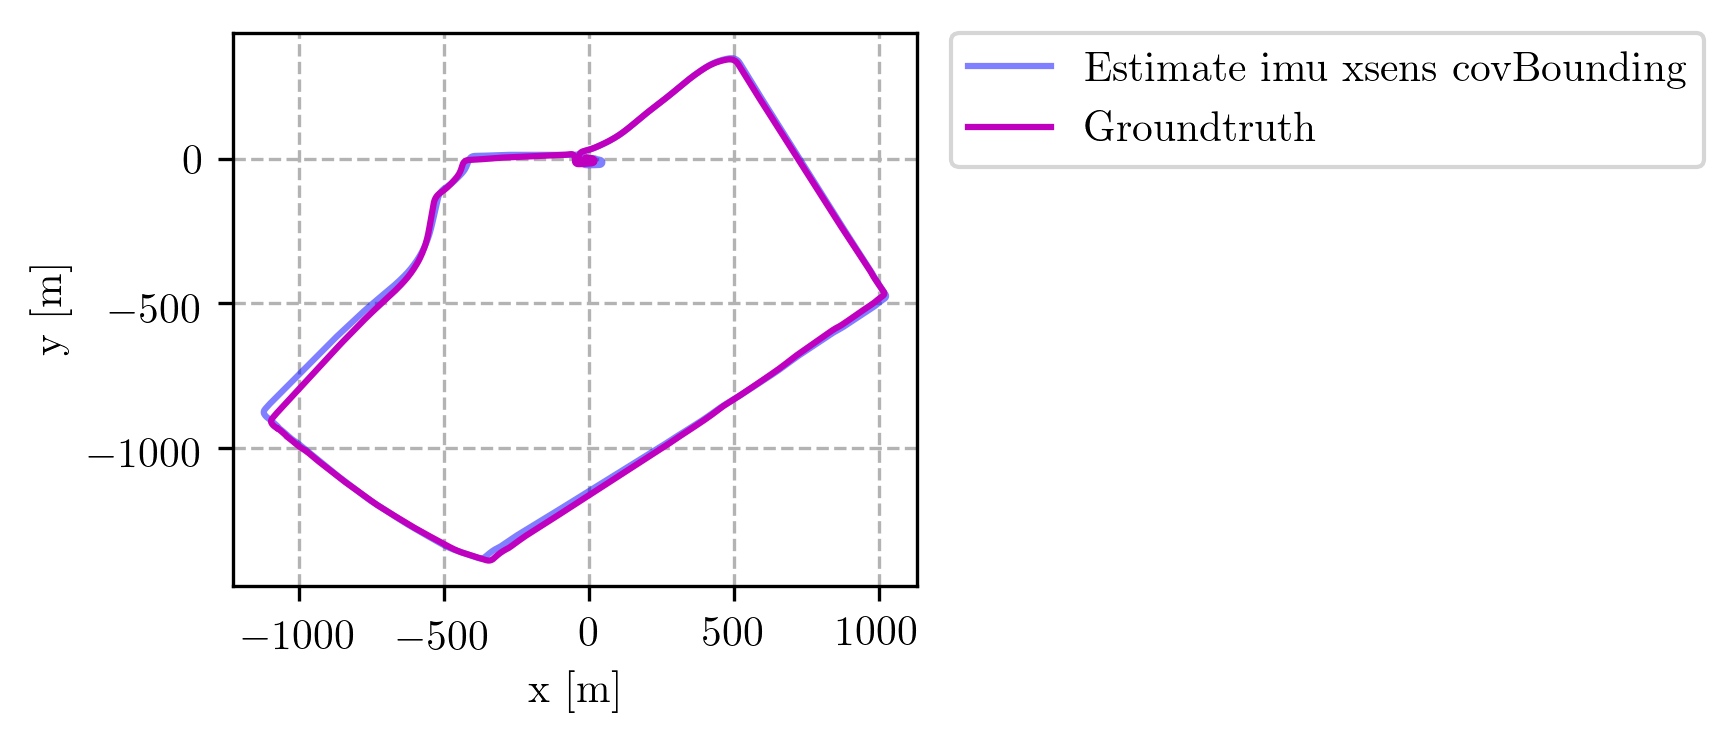 Estimate imu xsens covBounding
Groundtruth
0
−500
−1000
y [m]
−1000 −500 0 500 1000
x [m]